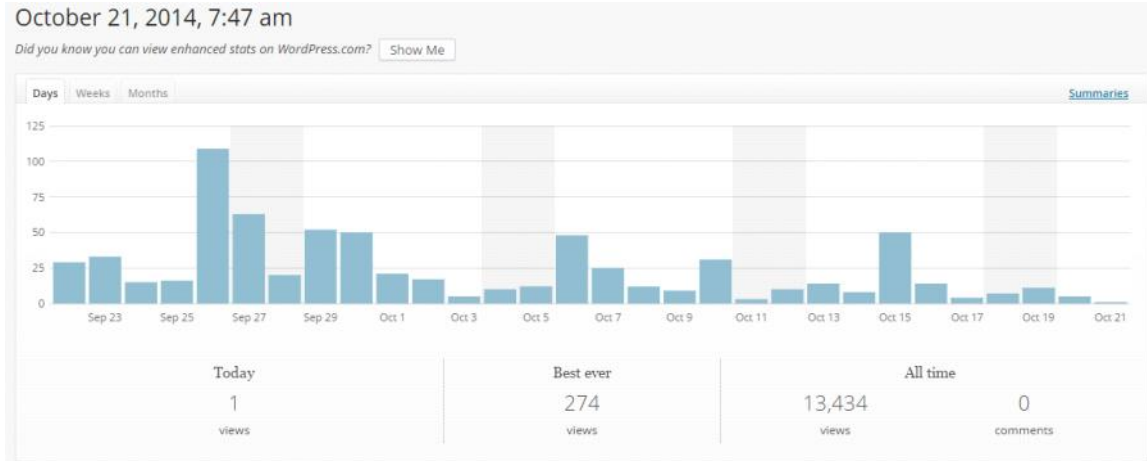 October 21, 2014, 7:47 am
Did you know you can view enhanced stats on WordPress.com? Show Me
Days Weeks Months Summaries
125
100
75
50
25
0
Sep 23 Sep 25 Sep 27 Sep 29 Oct 1 Oct 3 Oct 5 Oct 7 Oct 9 Oct 11 Oct 13 Oct 15 Oct 17 Oct 19 Oct 21
Today Best ever All time
1 274 13,434 0
views views views comments